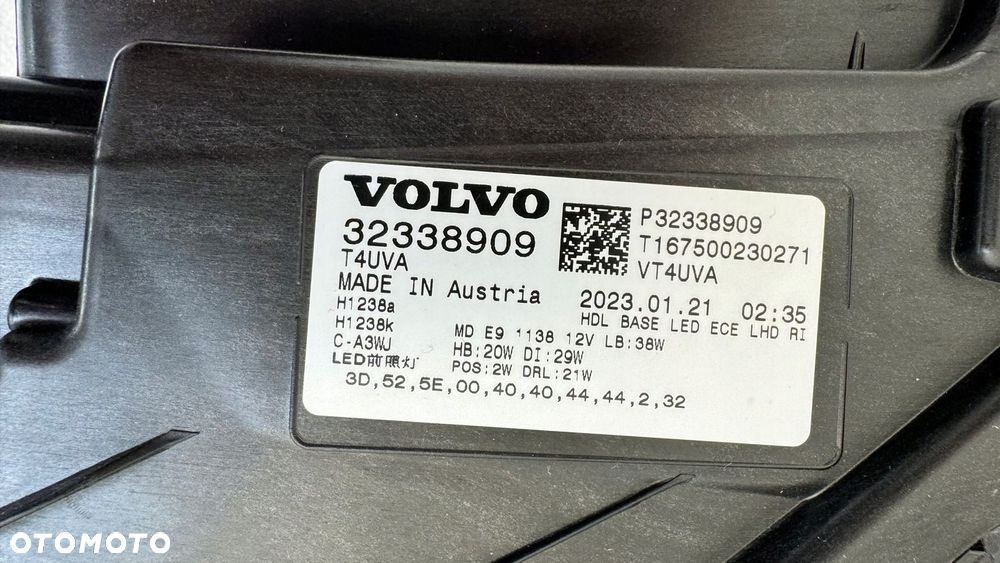 VOLVO
32338909
T4UVA
MADE IN Austria
H1238a
H1238k
C-A3WJ
LED前照灯
P32338909
T167500230271
VT4UVA
2023.01.21 02:35
HDL BASE LED ECE LHD RI
MD E9 1138 12V LB:38W
HB:20W DI:29W
POS:2W DRL:21W
3D,52,5E,00,40,40,44,44,2,32
OTOMOTO